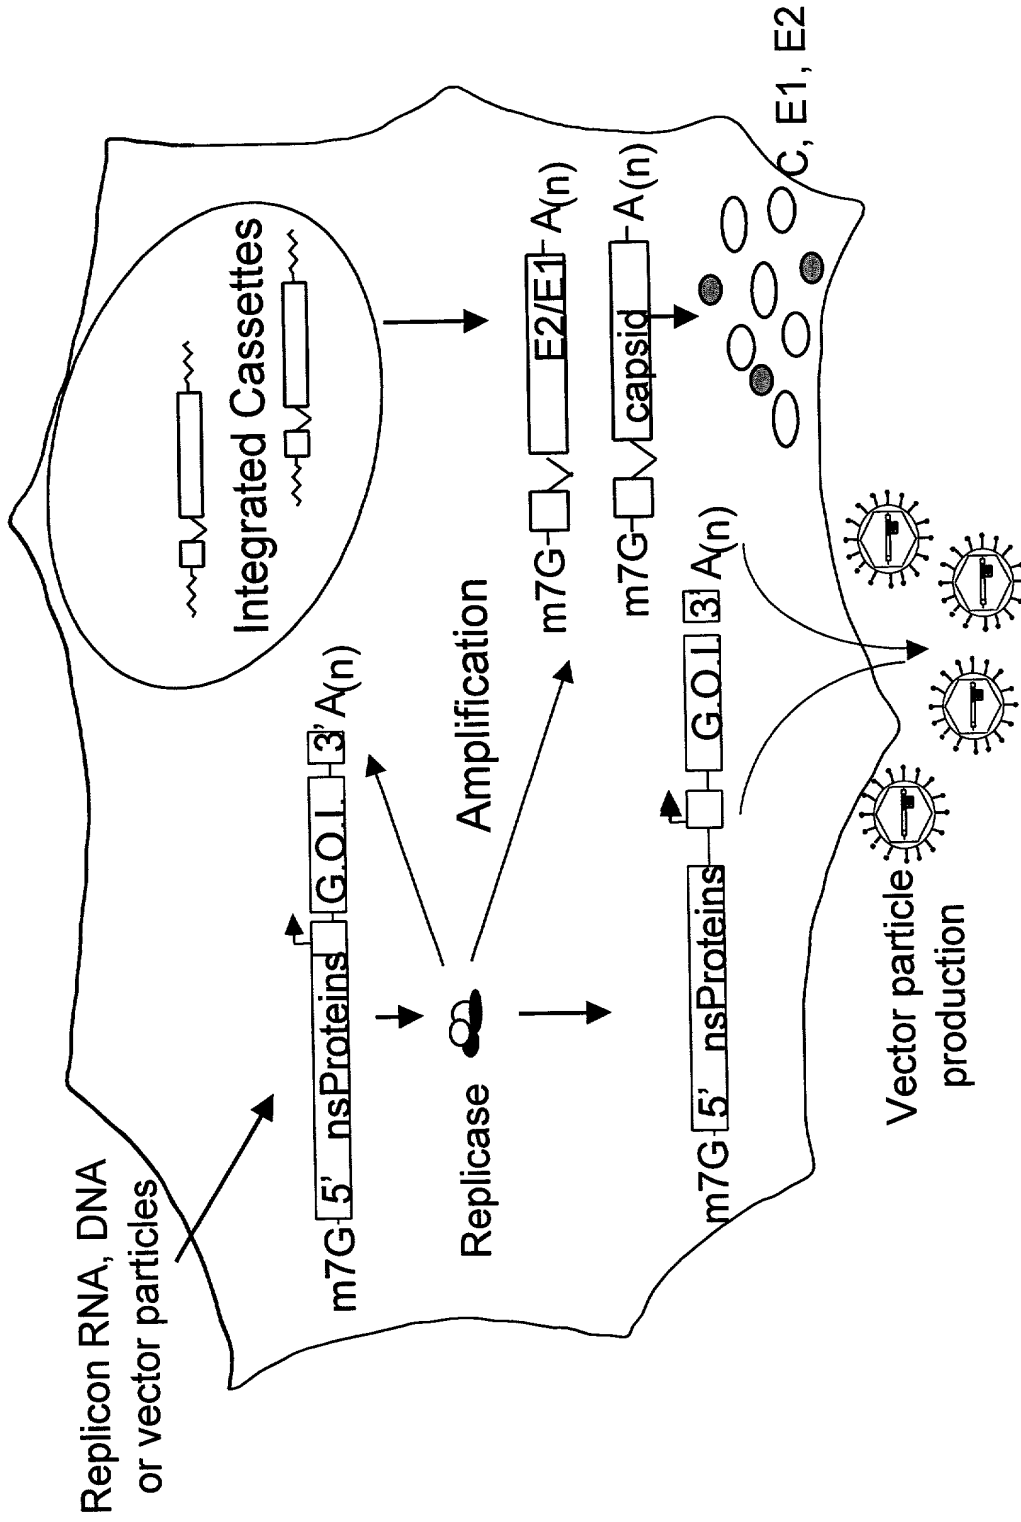 Replicon RNA, DNA
or vector particles
Integrated Cassettes
m7G
5' nsProteins
G.O.I.
3'
A(n)
Replicase
Amplification
m7G
E2/E1
A(n)
m7G
capsid
A(n)
m7G
5' nsProteins
G.O.I.
3'
A(n)
C, E1, E2
Vector particle
production